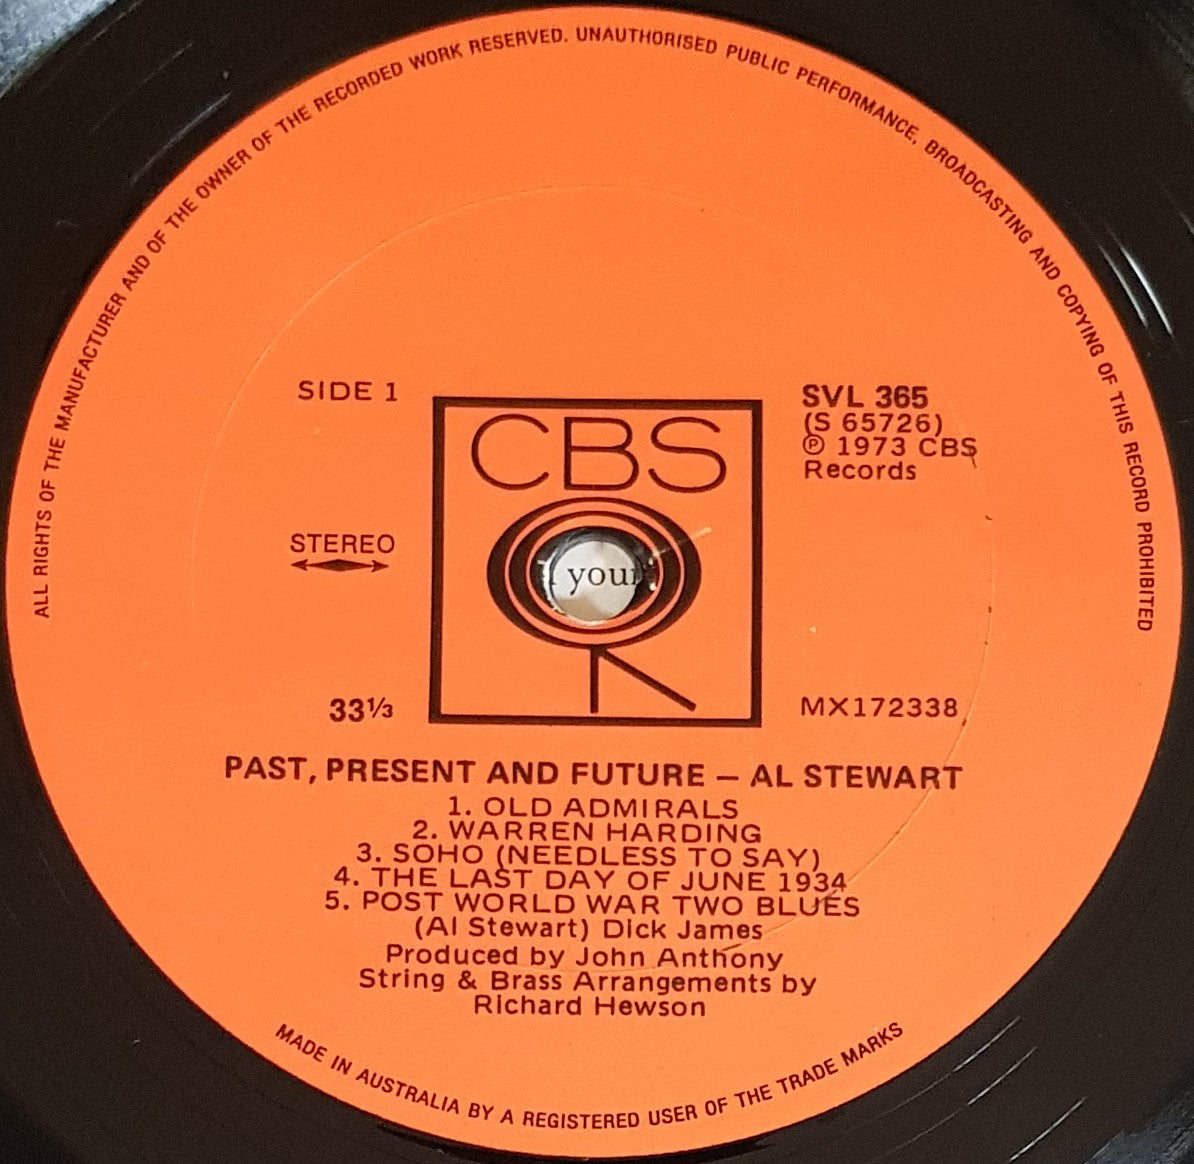 ALL RIGHTS OF THE MANUFACTURER AND OF THE OWNER OF THE RECORDED WORK RESERVED. UNAUTHORISED PUBLIC PERFORMANCE, BROADCASTING AND COPYING OF THIS RECORD PROHIBITED
SIDE 1
CBS
SVL 365
(S 65726)
℗ 1973 CBS
Records
STEREO
you
33⅓
MX172338
PAST, PRESENT AND FUTURE — AL STEWART
1. OLD ADMIRALS
2. WARREN HARDING
3. SOHO (NEEDLESS TO SAY)
4. THE LAST DAY OF JUNE 1934
5. POST WORLD WAR TWO BLUES
(Al Stewart) Dick James
Produced by John Anthony
String & Brass Arrangements by
Richard Hewson
MADE IN AUSTRALIA BY A REGISTERED USER OF THE TRADE MARKS